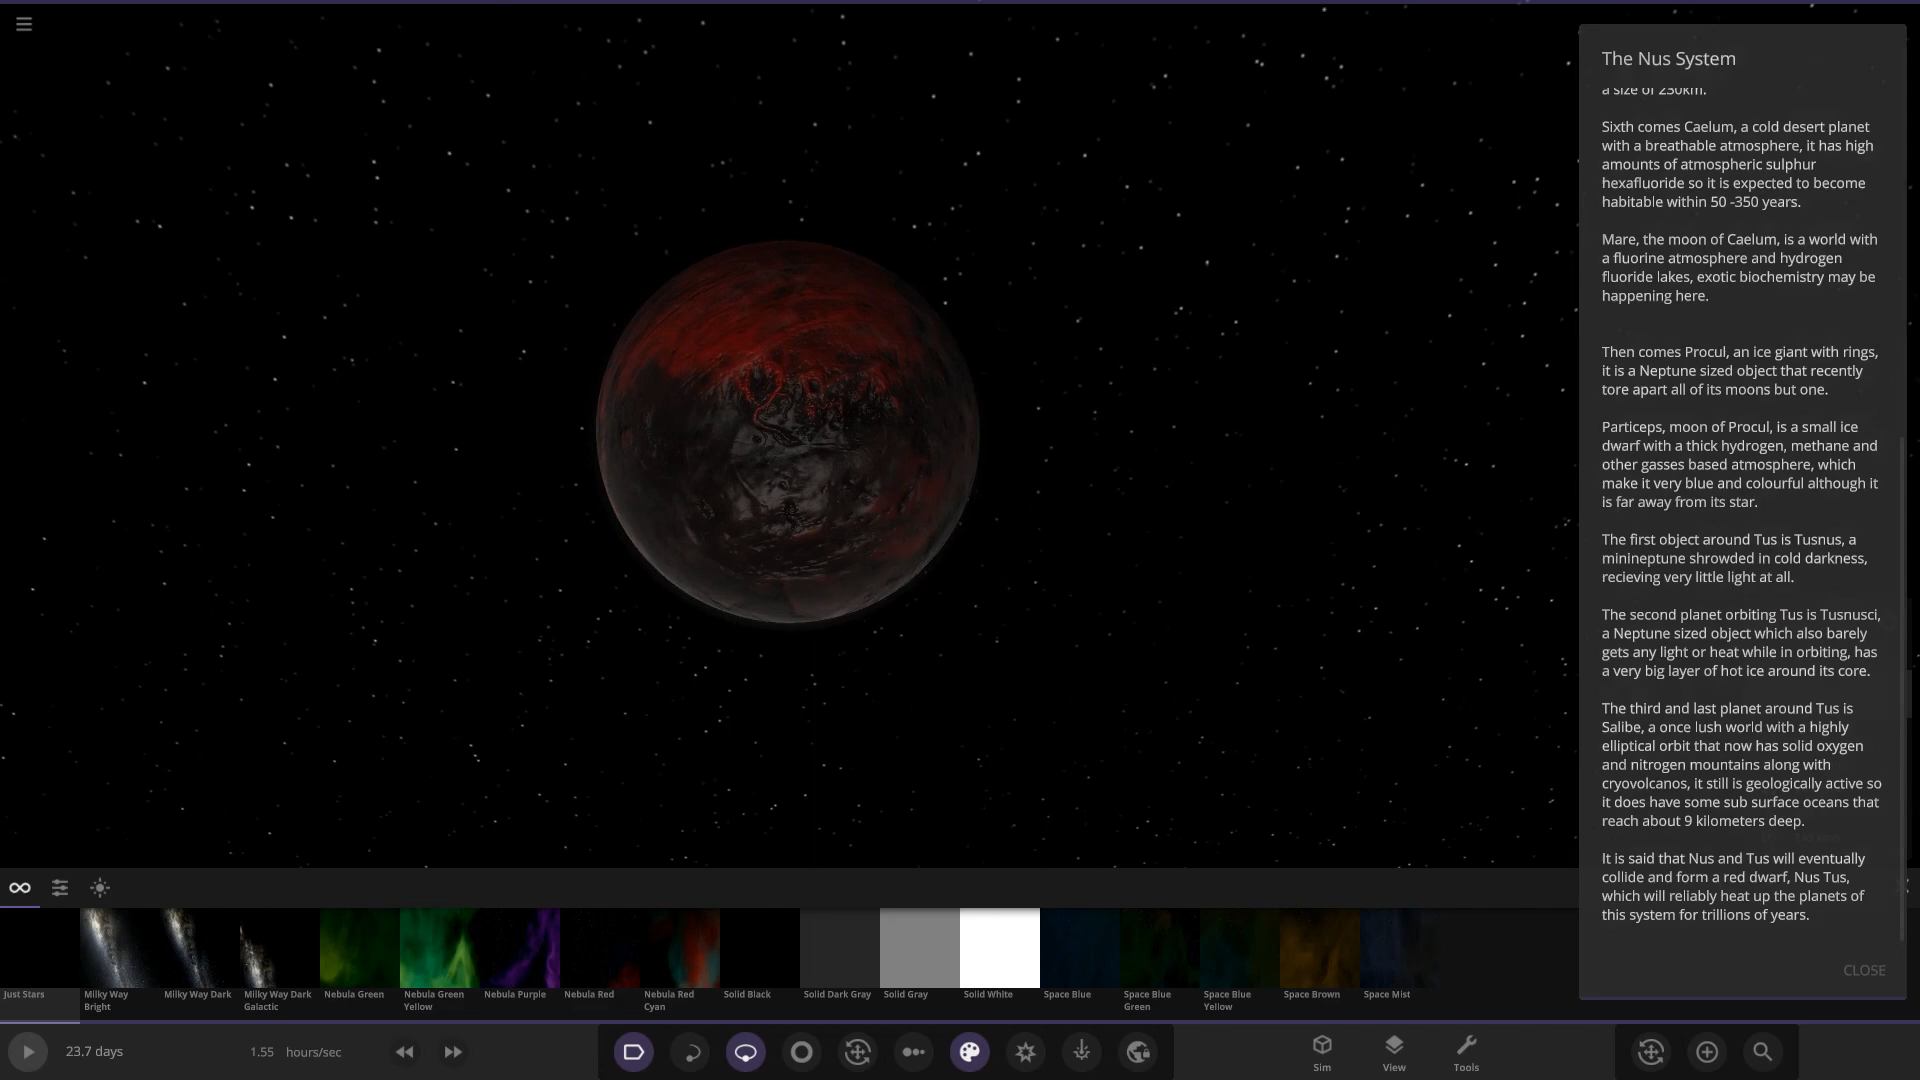 The Nus System
a size of 230km.
Sixth comes Caelum, a cold desert planet
with a breathable atmosphere, it has high
amounts of atmospheric sulphur
hexafluoride so it is expected to become
habitable within 50 -350 years.
Mare, the moon of Caelum, is a world with
a fluorine atmosphere and hydrogen
fluoride lakes, exotic biochemistry may be
happening here.
Then comes Procul, an ice giant with rings,
it is a Neptune sized object that recently
tore apart all of its moons but one.
Particeps, moon of Procul, is a small ice
dwarf with a thick hydrogen, methane and
other gasses based atmosphere, which
make it very blue and colourful although it
is far away from its star.
The first object around Tus is Tusnus, a
minineptune shrowded in cold darkness,
recieving very little light at all.
The second planet orbiting Tus is Tusnusci,
a Neptune sized object which also barely
gets any light or heat while in orbiting, has
a very big layer of hot ice around its core.
The third and last planet around Tus is
Salibe, a once lush world with a highly
elliptical orbit that now has solid oxygen
and nitrogen mountains along with
cryovolcanos, it still is geologically active so
it does have some sub surface oceans that
reach about 9 kilometers deep.
It is said that Nus and Tus will eventually
collide and form a red dwarf, Nus Tus,
which will reliably heat up the planets of
this system for trillions of years.
CLOSE
Just Stars
Milky Way
Bright
Milky Way Dark
Milky Way Dark
Galactic
Nebula Green
Nebula Green
Yellow
Nebula Purple
Nebula Red
Nebula Red
Cyan
Solid Black
Solid Dark Gray
Solid Gray
Solid White
Space Blue
Space Blue
Green
Space Blue
Yellow
Space Brown
Space Mist
23.7 days
1.55 hours/sec
Sim
View
Tools